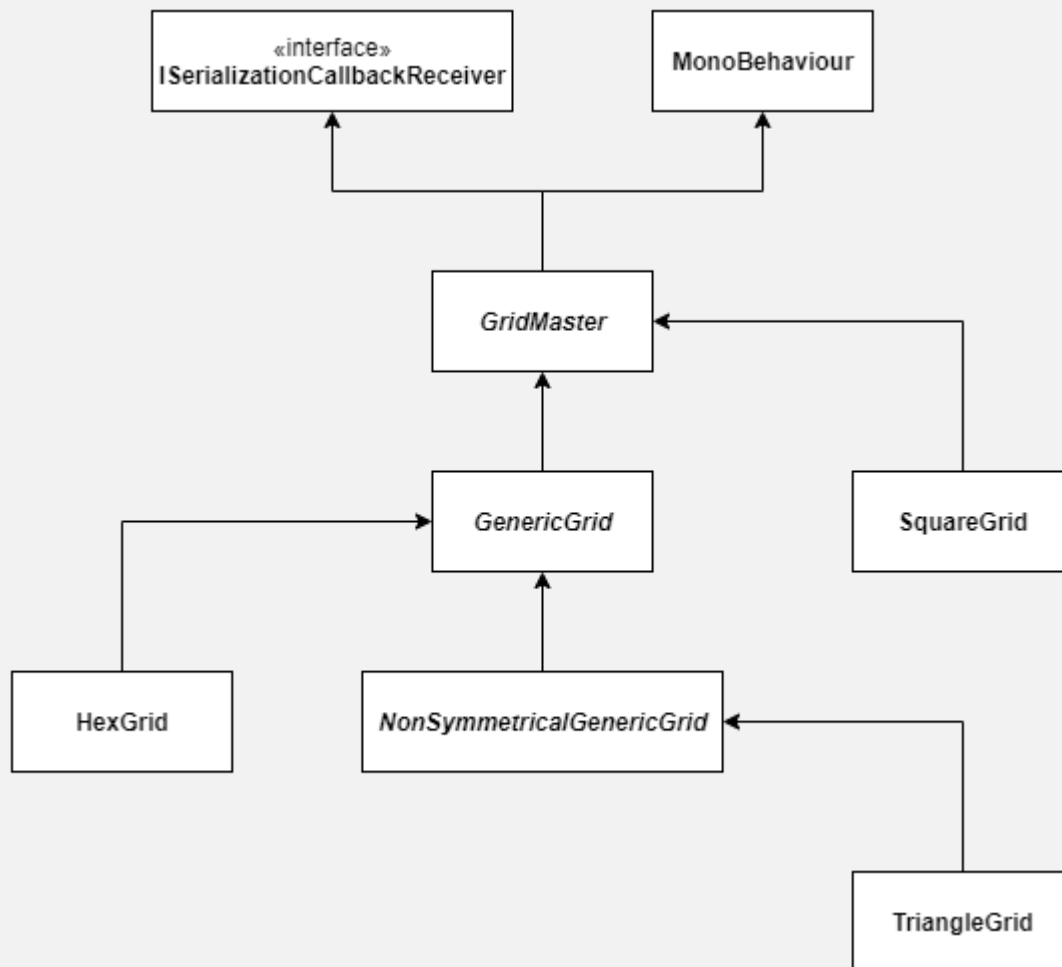 «interface»
ISerializationCallbackReceiver
MonoBehaviour
GridMaster
GenericGrid
SquareGrid
HexGrid
NonSymmetricalGenericGrid
TriangleGrid